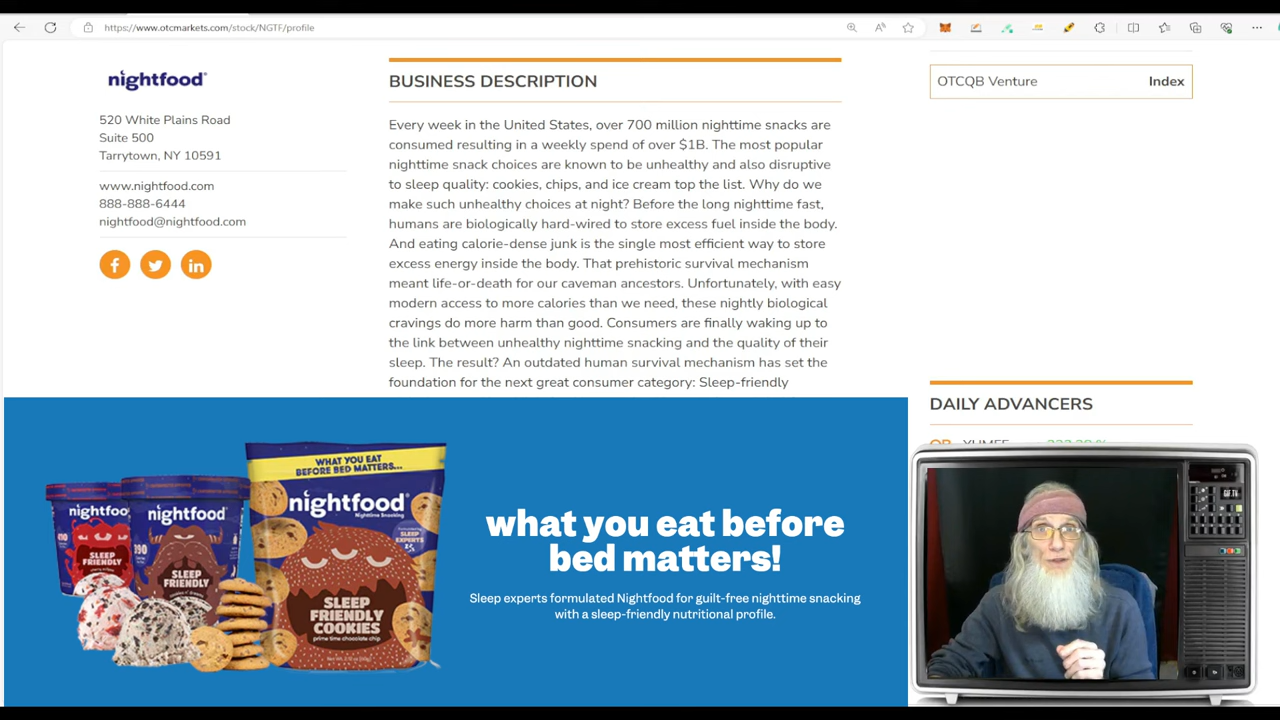 https://www.otcmarkets.com/stock/NGTF/profile
nightfood
520 White Plains Road
Suite 500
Tarrytown, NY 10591
www.nightfood.com
888-888-6444
nightfood@nightfood.com
BUSINESS DESCRIPTION
Every week in the United States, over 700 million nighttime snacks are
consumed resulting in a weekly spend of over $1B. The most popular
nighttime snack choices are known to be unhealthy and also disruptive
to sleep quality: cookies, chips, and ice cream top the list. Why do we
make such unhealthy choices at night? Before the long nighttime fast,
humans are biologically hard-wired to store excess fuel inside the body.
And eating calorie-dense junk is the single most efficient way to store
excess energy inside the body. That prehistoric survival mechanism
meant life-or-death for our caveman ancestors. Unfortunately, with easy
modern access to more calories than we need, these nightly biological
cravings do more harm than good. Consumers are finally waking up to
the link between unhealthy nighttime snacking and the quality of their
sleep. The result? An outdated human survival mechanism has set the
foundation for the next great consumer category: Sleep-friendly
OTCQB Venture Index
DAILY ADVANCERS
WHAT YOU EAT
BEFORE BED MATTERS...
nightfood
Nighttime Snacking
SLEEP
EXPERTS
SLEEP
FRIENDLY
COOKIES
prime time chocolate chip
nightfoo
SLEEP
FRIENDLY
nightfood
SLEEP
FRIENDLY
what you eat before
bed matters!
Sleep experts formulated Nightfood for guilt-free nighttime snacking
with a sleep-friendly nutritional profile.
GIF.TV